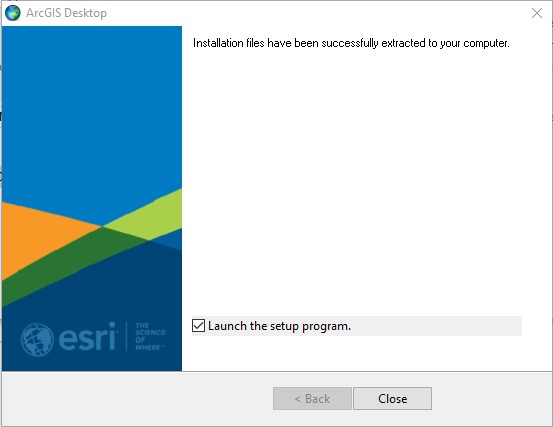 ArcGIS Desktop
Installation files have been successfully extracted to your computer.
Launch the setup program.
esri
THE
SCIENCE
OF
WHERE™
< Back
Close